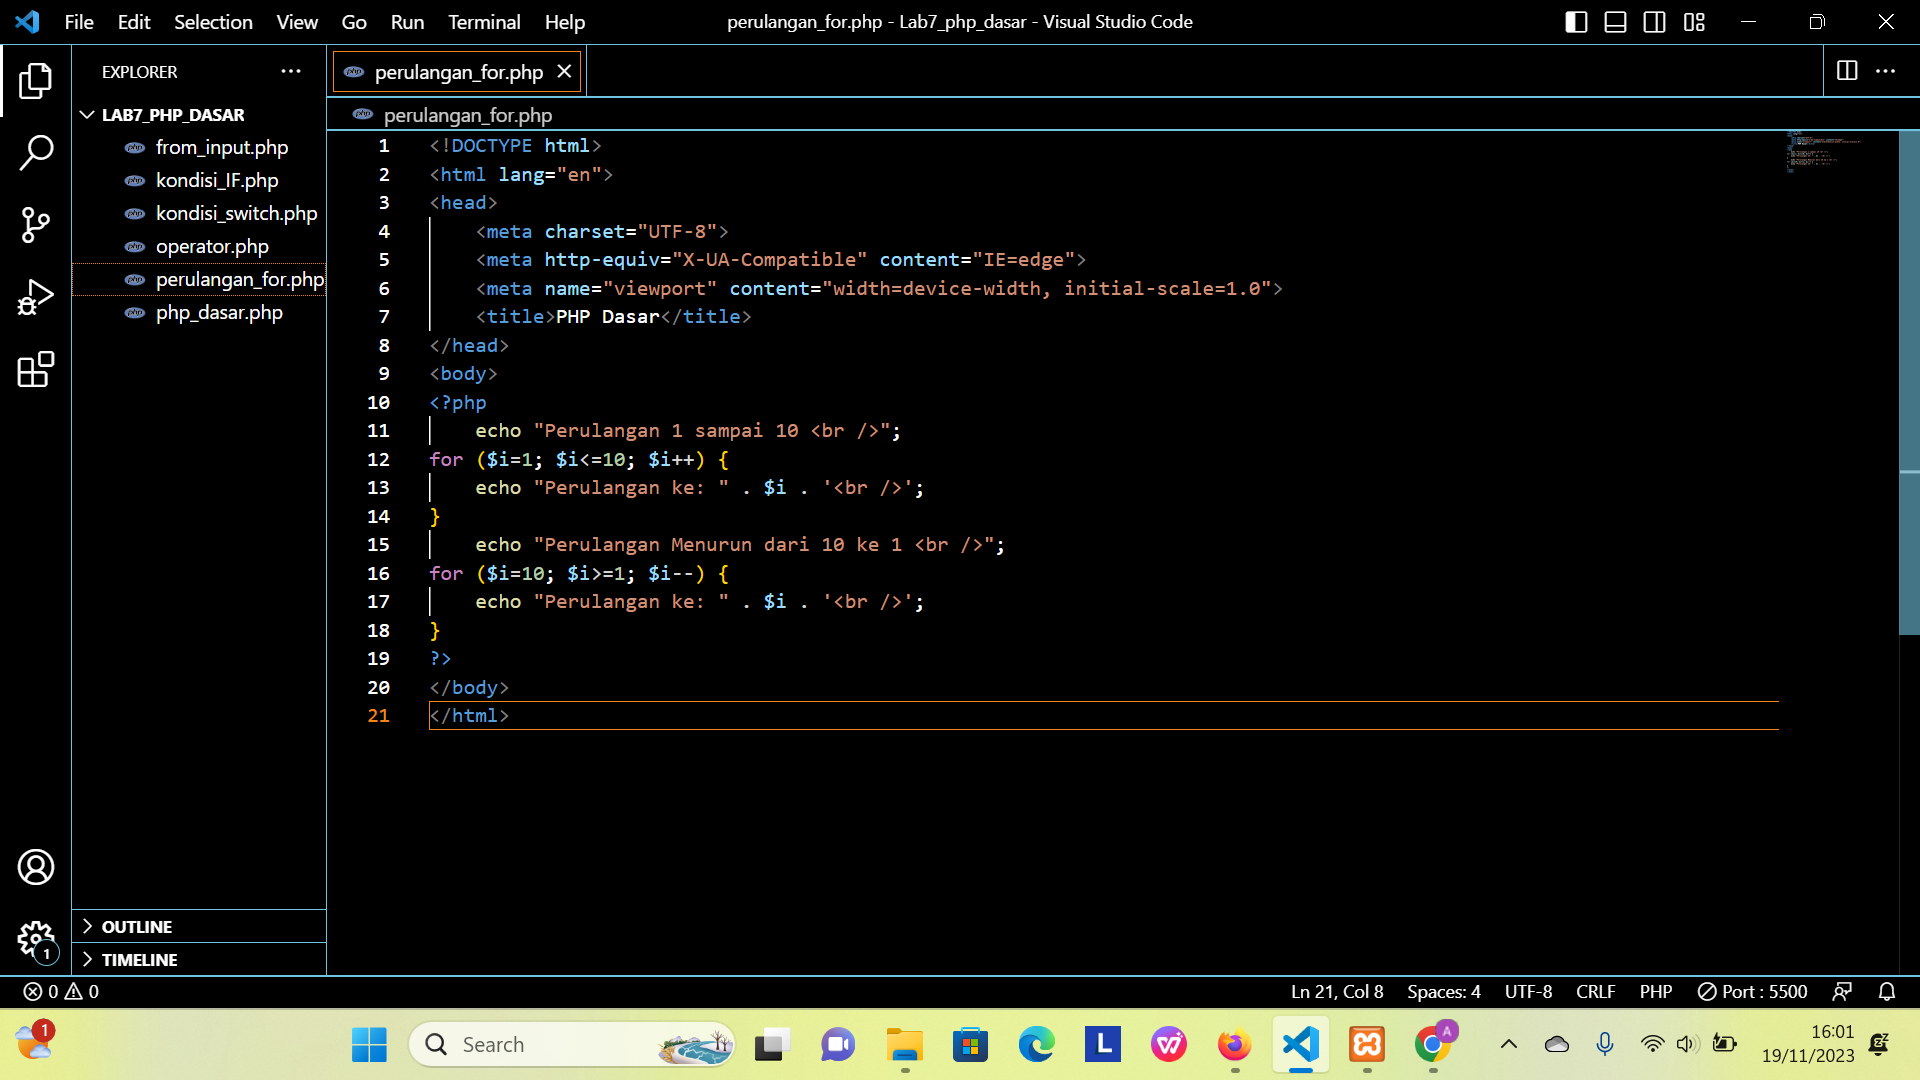 File Edit Selection View Go Run Terminal Help
perulangan_for.php - Lab7_php_dasar - Visual Studio Code
EXPLORER
LAB7_PHP_DASAR
from_input.php
kondisi_IF.php
kondisi_switch.php
operator.php
perulangan_for.php
php_dasar.php
OUTLINE
TIMELINE
1
perulangan_for.php
perulangan_for.php
1 <!DOCTYPE html>
2 <html lang="en">
3 <head>
4     <meta charset="UTF-8">
5     <meta http-equiv="X-UA-Compatible" content="IE=edge">
6     <meta name="viewport" content="width=device-width, initial-scale=1.0">
7     <title>PHP Dasar</title>
8 </head>
9 <body>
10 <?php
11     echo "Perulangan 1 sampai 10 <br />";
12 for ($i=1; $i<=10; $i++) {
13     echo "Perulangan ke: " . $i . '<br />';
14 }
15     echo "Perulangan Menurun dari 10 ke 1 <br />";
16 for ($i=10; $i>=1; $i--) {
17     echo "Perulangan ke: " . $i . '<br />';
18 }
19 ?>
20 </body>
21 </html>
0 0
Ln 21, Col 8 Spaces: 4 UTF-8 CRLF PHP Port : 5500
1
Search
L
A
16:01
19/11/2023